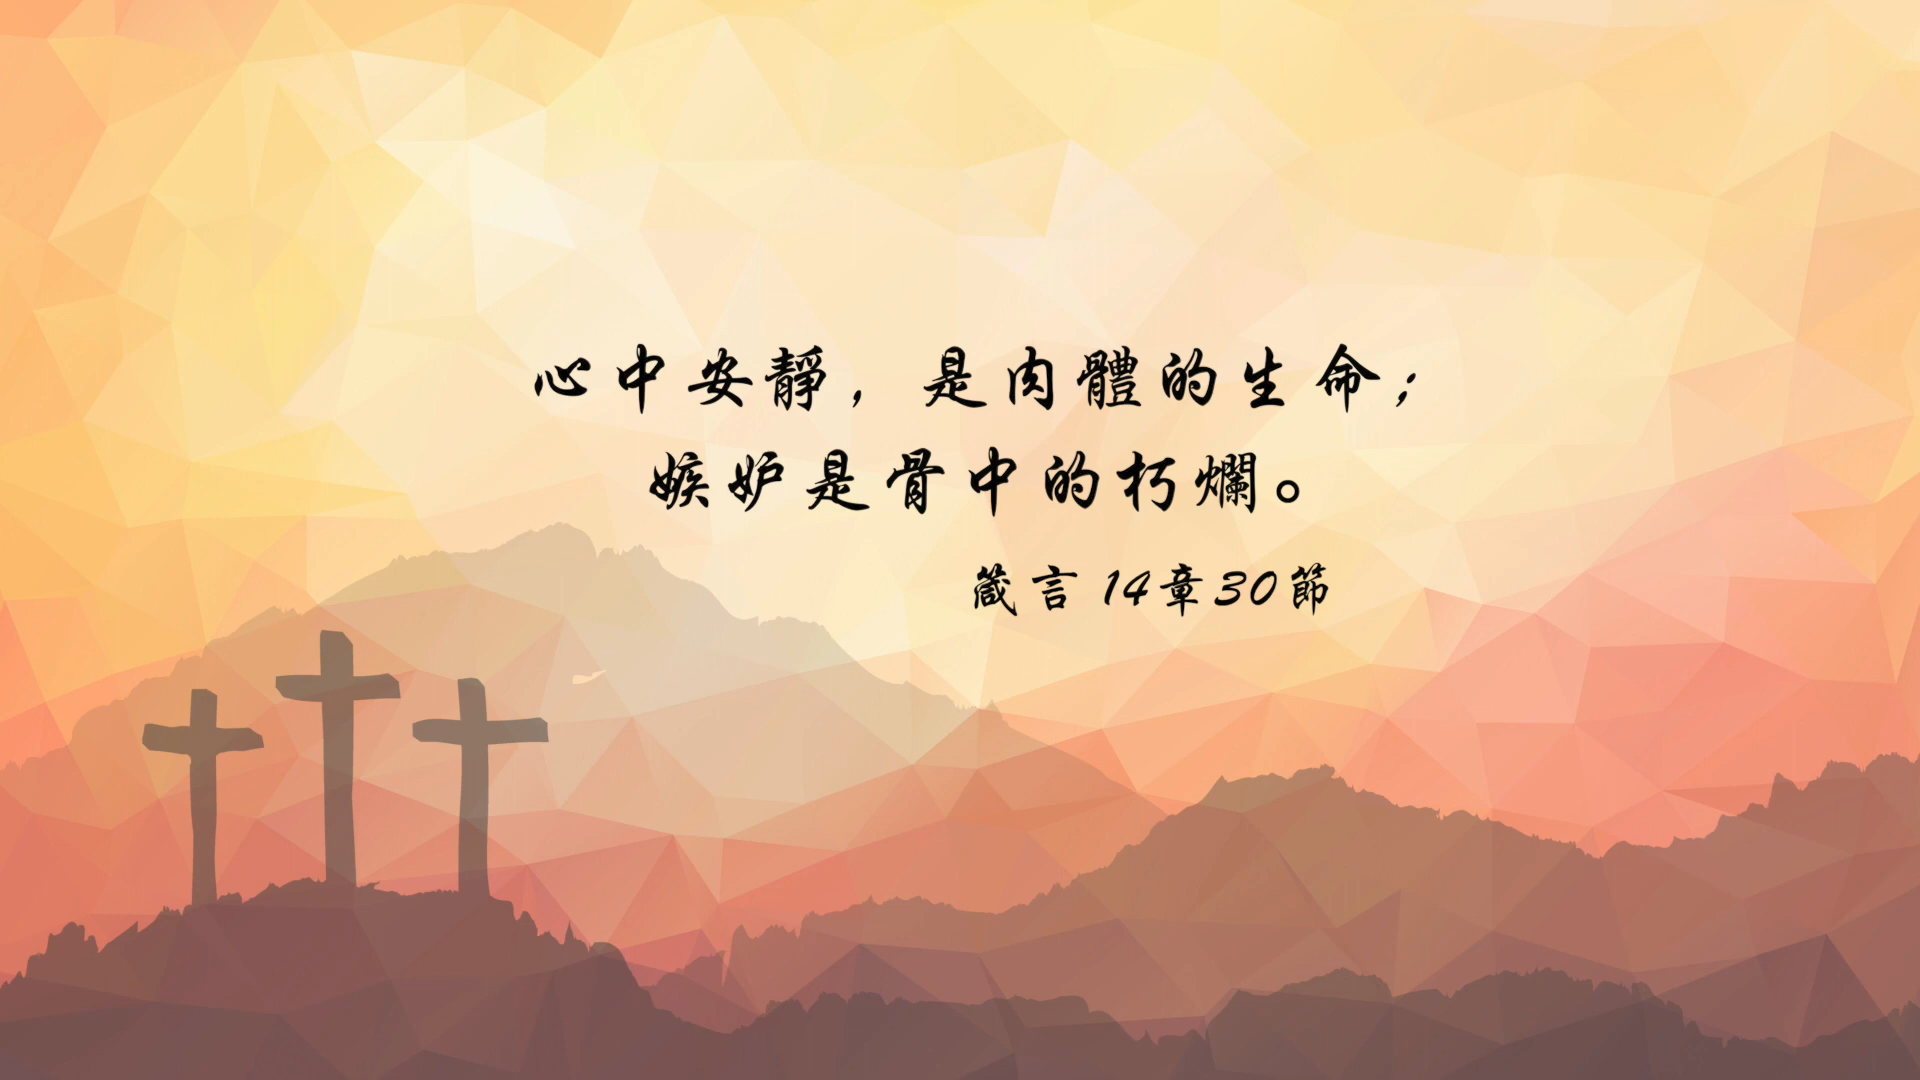 心中安靜，是肉體的生命；
嫉妒是骨中的朽爛。
箴言 14章30節